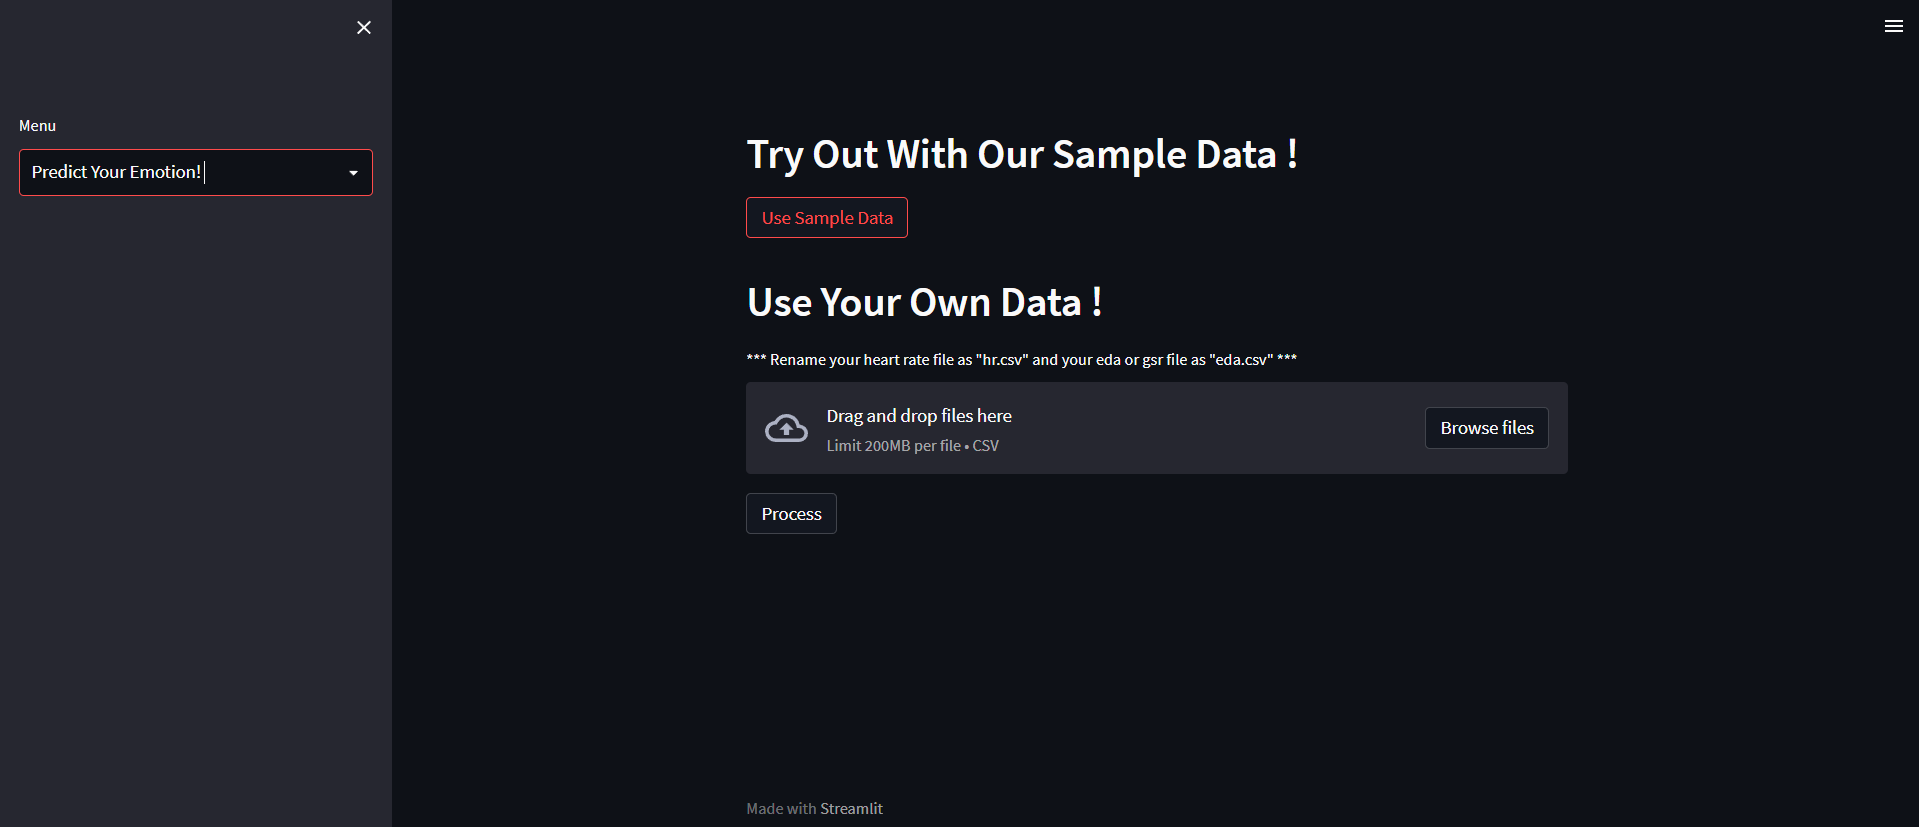 Menu
Predict Your Emotion!
Try Out With Our Sample Data !
Use Sample Data
Use Your Own Data !
*** Rename your heart rate file as "hr.csv" and your eda or gsr file as "eda.csv" ***
Drag and drop files here
Limit 200MB per file • CSV
Browse files
Process
Made with Streamlit